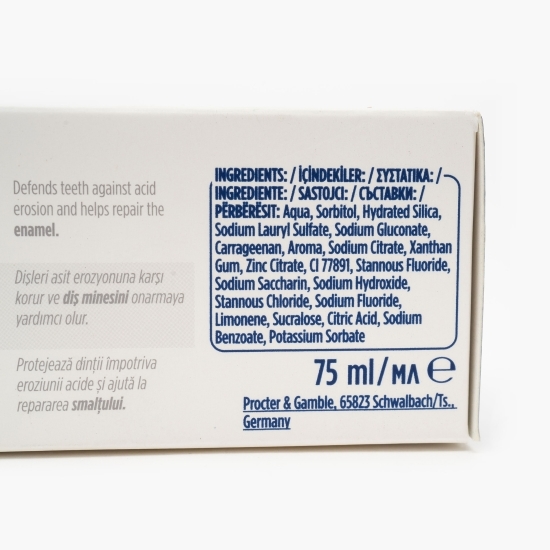 Defends teeth against acid
erosion and helps repair the
enamel.
Dişleri asit erozyonuna karşı
korur ve diş minesini onarmaya
yardımcı olur.
Protejează dinții împotriva
eroziunii acide și ajută la
repararea smalțului.
INGREDIENTS: / İÇİNDEKİLER: / ΣΥΣΤΑΤΙΚΑ: /
INGREDIENTE: / SASTOJCI: / СЪСТАВКИ: /
PËRBËRËSIT: Aqua, Sorbitol, Hydrated Silica,
Sodium Lauryl Sulfate, Sodium Gluconate,
Carrageenan, Aroma, Sodium Citrate, Xanthan
Gum, Zinc Citrate, CI 77891, Stannous Fluoride,
Sodium Saccharin, Sodium Hydroxide,
Stannous Chloride, Sodium Fluoride,
Limonene, Sucralose, Citric Acid, Sodium
Benzoate, Potassium Sorbate
75 ml/мл ℮
Procter & Gamble, 65823 Schwalbach/Ts.,
Germany